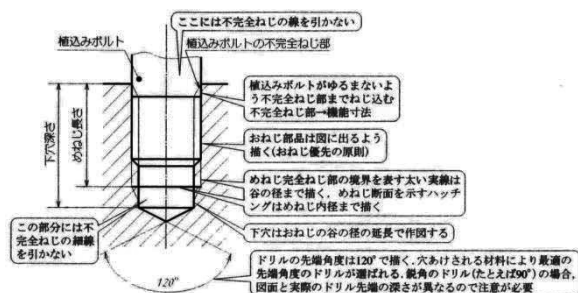 ここには不完全ねじの線を引かない
植込みボルト
植込みボルトの不完全ねじ部
植込みボルトがゆるまないよ
う不完全ねじ部までねじ込む
不完全ねじ部→機能寸法
下穴深さ
めねじ長さ
おねじ部品は図に出るよう
描く(おねじ優先の原則)
めねじ完全ねじ部の境界を表す太い実線は
谷の径まで描く,めねじ断面を示すハッチ
ングはめねじ内径まで描く
この部分には不
完全ねじの細線
を引かない
下穴はおねじの谷の径の延長で作図する
ドリルの先端角度は120°で描く.穴あけされる材料により最適の
先端角度のドリルが選ばれる.鋭角のドリル(たとえば90°)の場合,
図面と実際のドリル先端の深さが異なるので注意が必要
120°